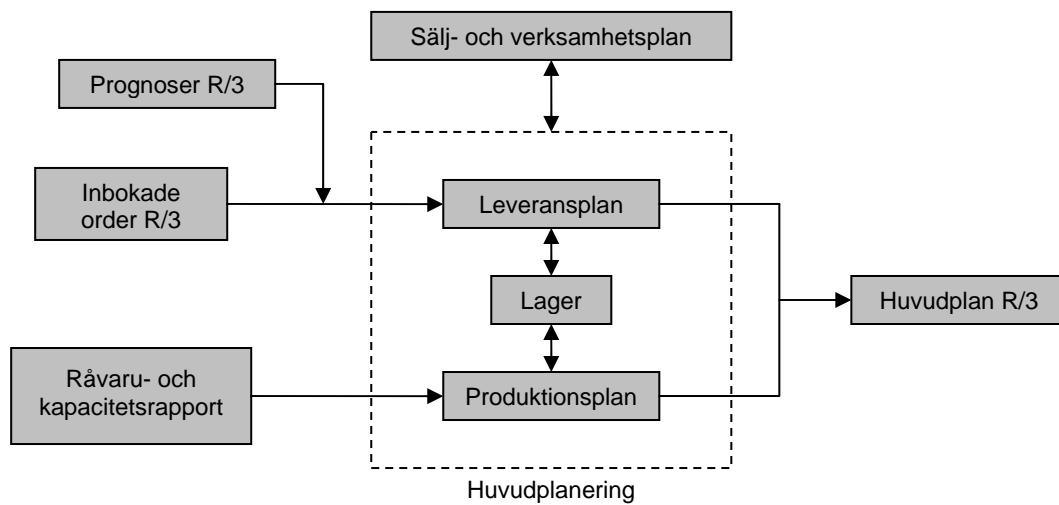 Sälj- och verksamhetsplan
Prognoser R/3
Inbokade
order R/3
Leveransplan
Lager
Huvudplan R/3
Råvaru- och
kapacitetsrapport
Produktionsplan
Huvudplanering